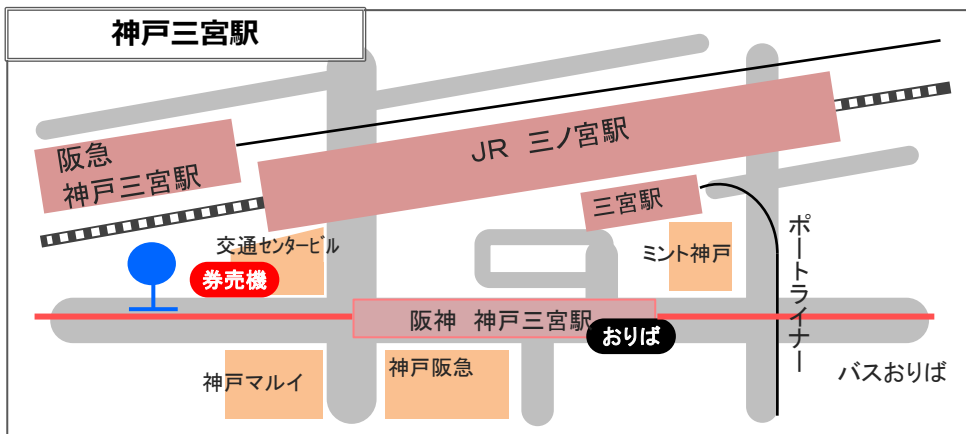 神戸三宮駅
阪急
神戸三宮駅
JR 三ノ宮駅
三宮駅
交通センタービル
券売機
ミント神戸
ポートライナー
阪神 神戸三宮駅
おりば
神戸マルイ
神戸阪急
バスおりば